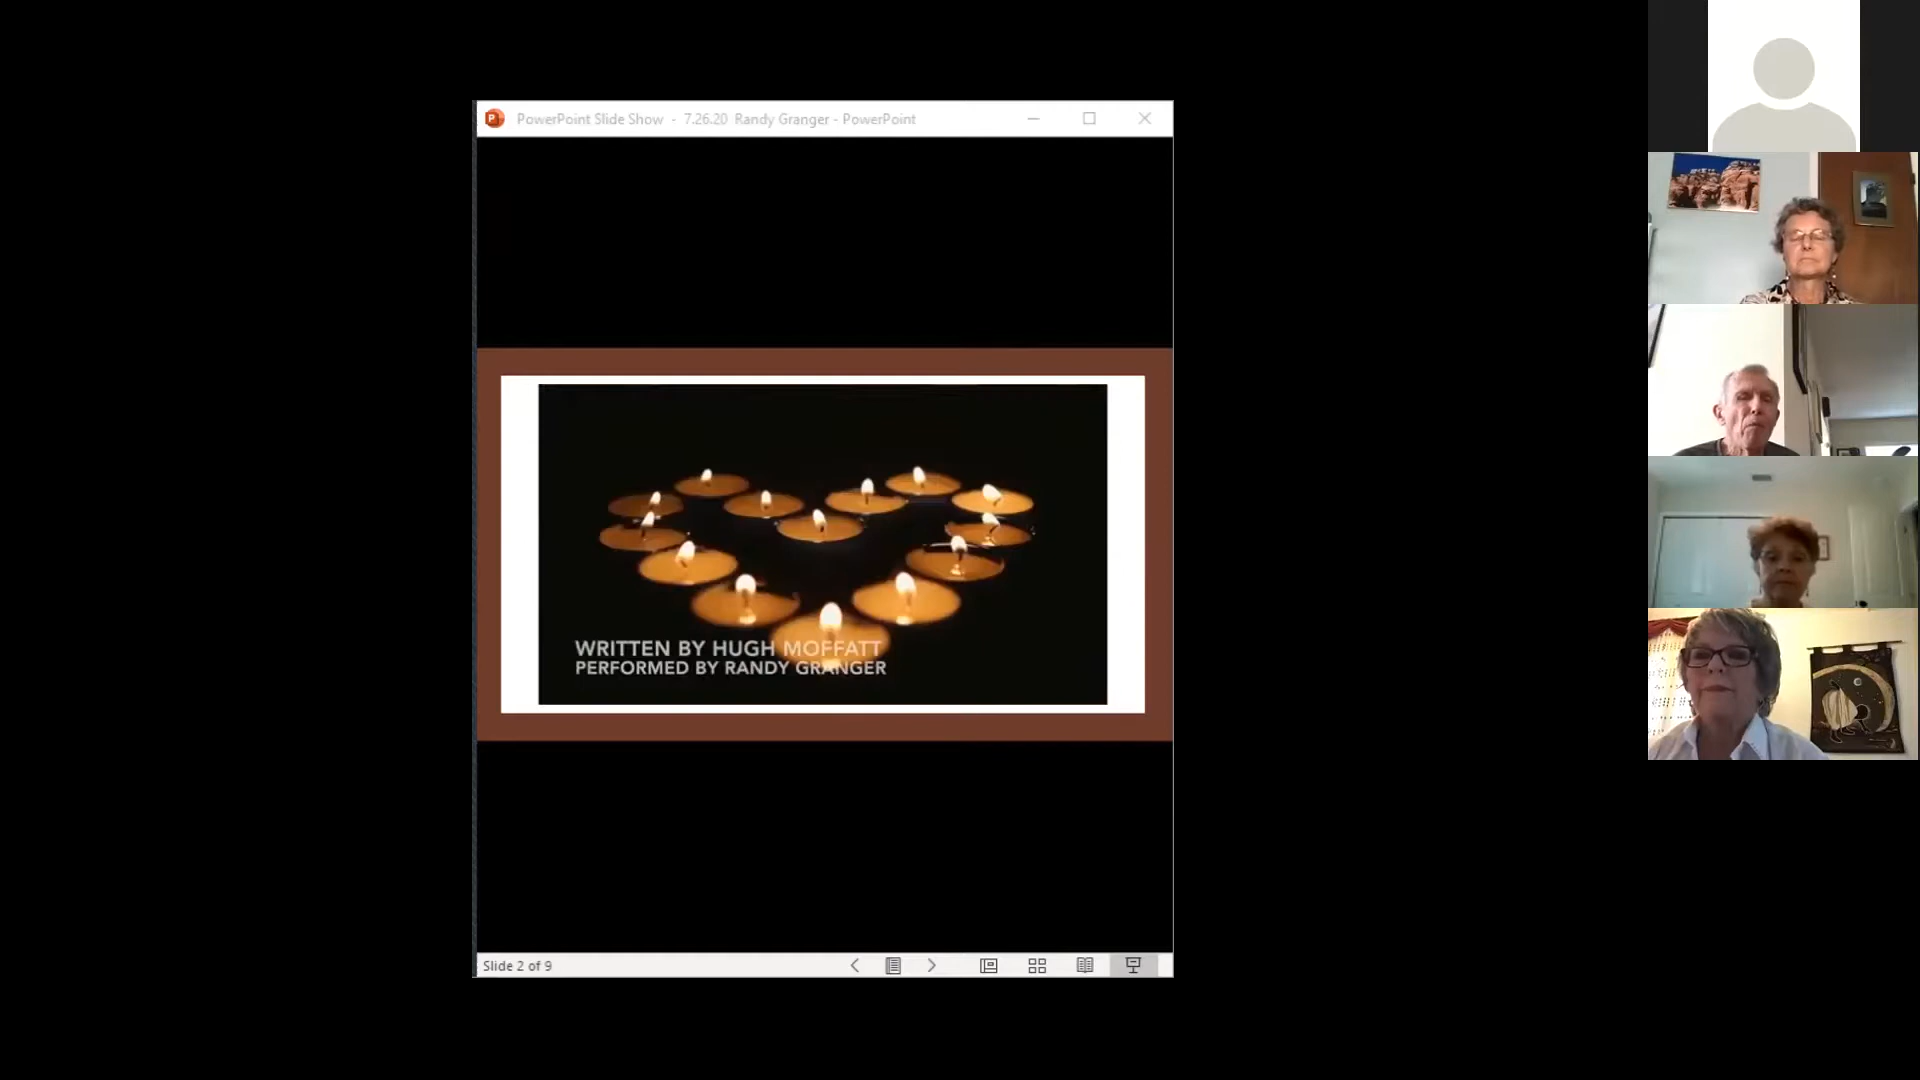 PowerPoint Slide Show - 7.26.20 Randy Granger - PowerPoint
WRITTEN BY HUGH MOFFATT
PERFORMED BY RANDY GRANGER
Slide 2 of 9